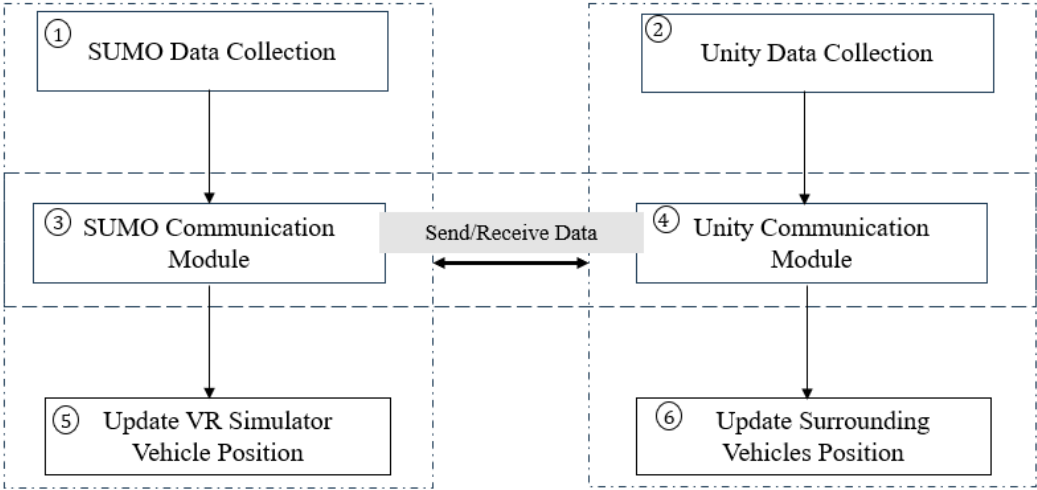 ① SUMO Data Collection
② Unity Data Collection
③ SUMO Communication
Module
Send/Receive Data
④ Unity Communication
Module
⑤ Update VR Simulator
Vehicle Position
⑥ Update Surrounding
Vehicles Position